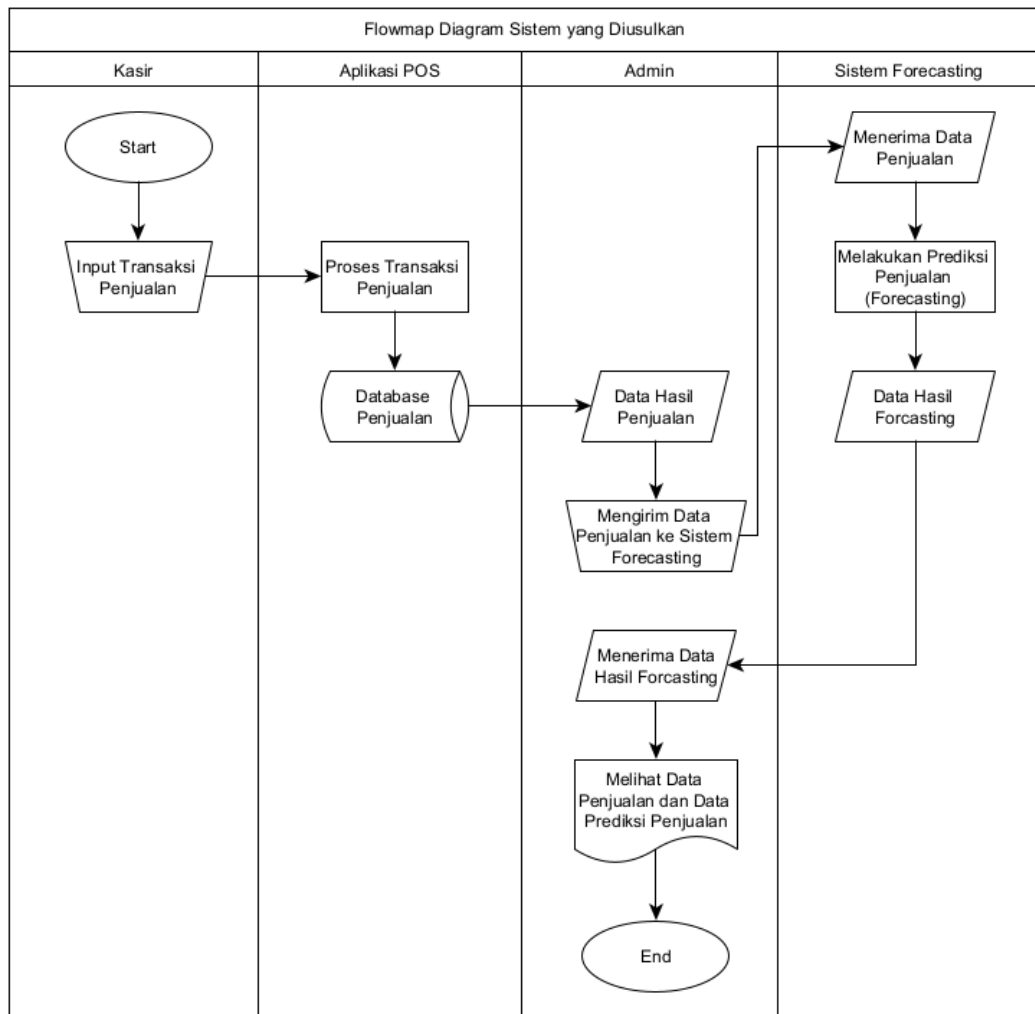 Flowmap Diagram Sistem yang Diusulkan
Kasir
Aplikasi POS
Admin
Sistem Forecasting
Start
Input Transaksi
Penjualan
Proses Transaksi
Penjualan
Database
Penjualan
Data Hasil
Penjualan
Mengirim Data
Penjualan ke Sistem
Forecasting
Menerima Data
Penjualan
Melakukan Prediksi
Penjualan
(Forecasting)
Data Hasil
Forcasting
Menerima Data
Hasil Forcasting
Melihat Data
Penjualan dan Data
Prediksi Penjualan
End